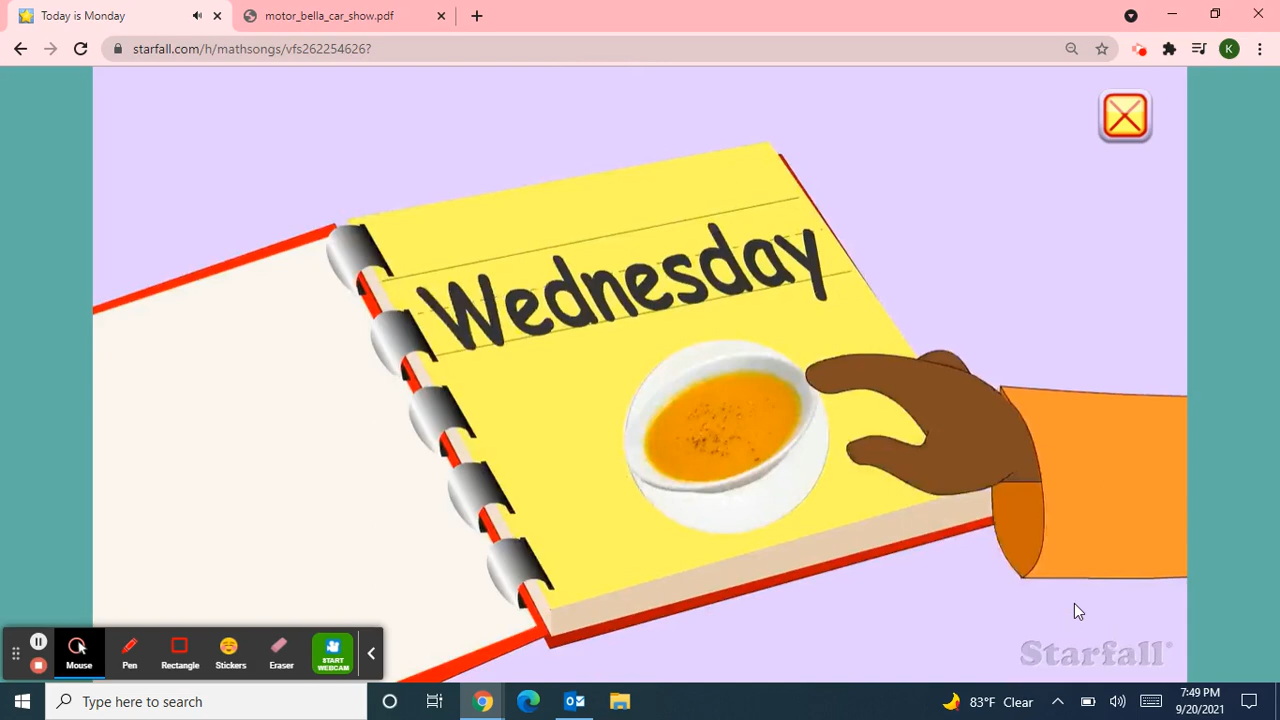 Today is Monday
motor_bella_car_show.pdf
starfall.com/h/mathsongs/vfs262254626?
K
Wednesday
Starfall
Mouse
Pen
Rectangle
Stickers
Eraser
START
WEBCAM
Type here to search
83°F Clear
7:49 PM
9/20/2021